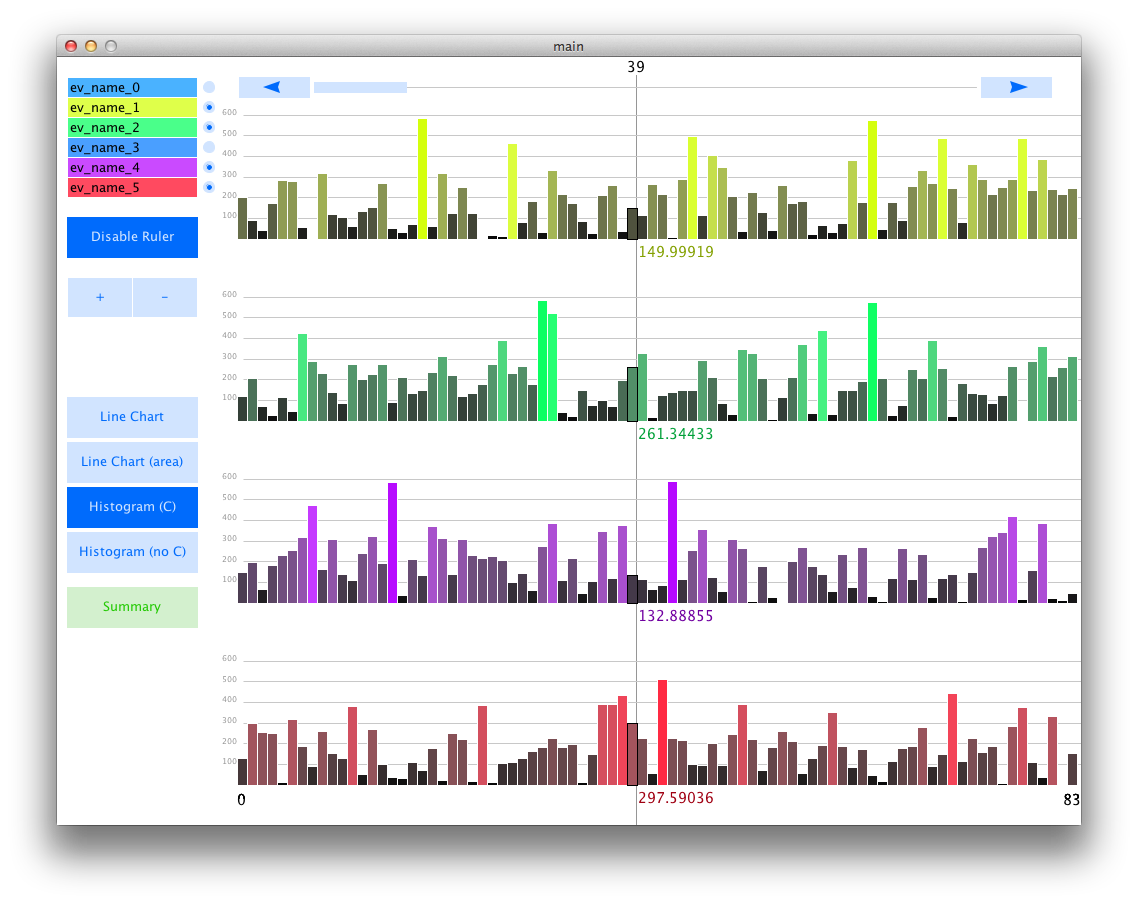 main
39
ev_name_0
ev_name_1
ev_name_2
ev_name_3
ev_name_4
ev_name_5
Disable Ruler
+ -
Line Chart
Line Chart (area)
Histogram (C)
Histogram (no C)
Summary
600
500
400
300
200
100
149.99919
600
500
400
300
200
100
261.34433
600
500
400
300
200
100
132.88855
600
500
400
300
200
100
297.59036
0 83